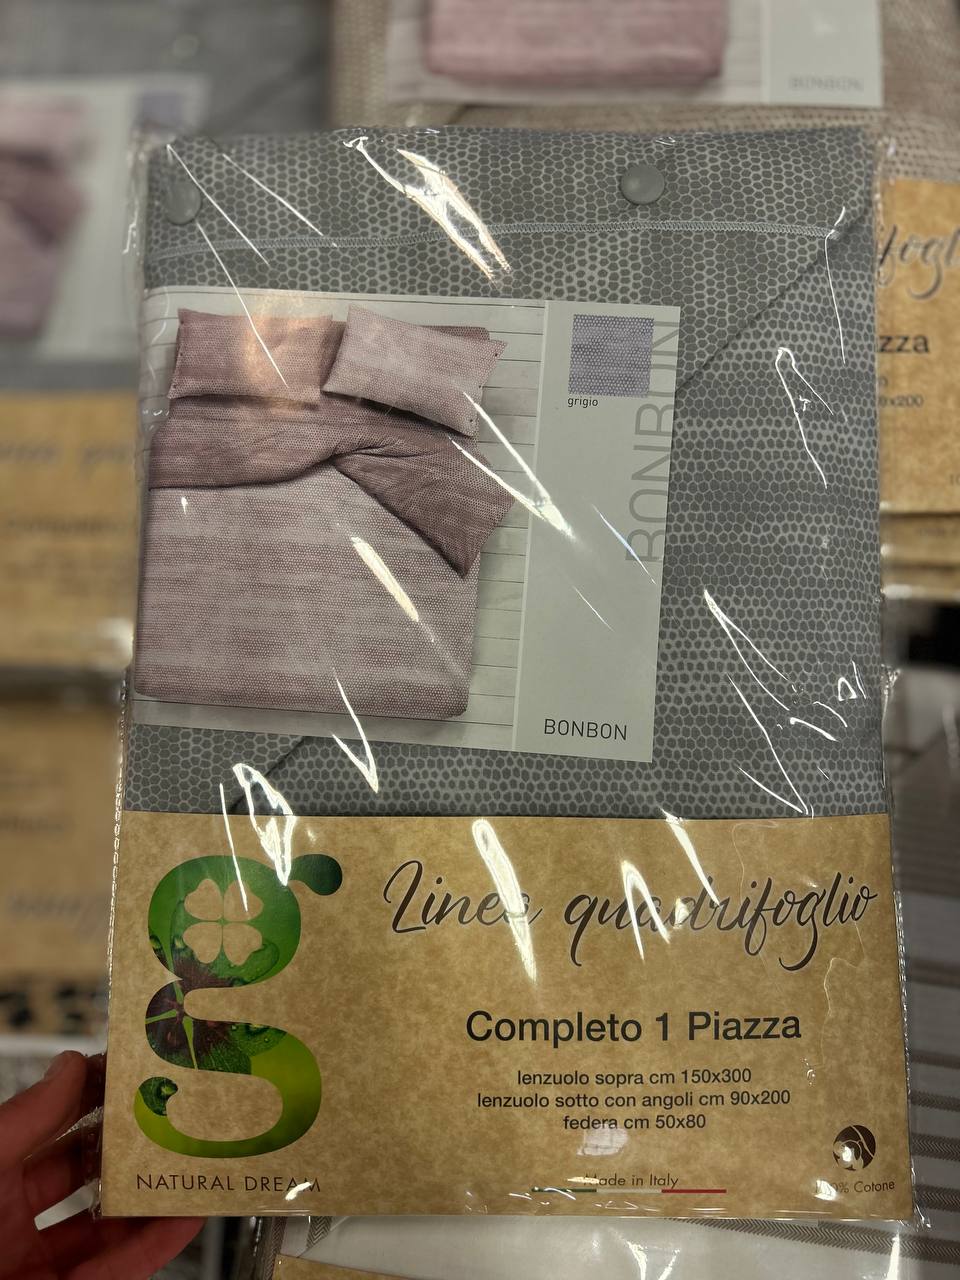 BONBON
grigio
BONBON
BONBON
Linea quadrifoglio
Completo 1 Piazza
lenzuolo sopra cm 150x300
lenzuolo sotto con angoli cm 90x200
federa cm 50x80
NATURAL DREAM
Made in Italy
Cotone